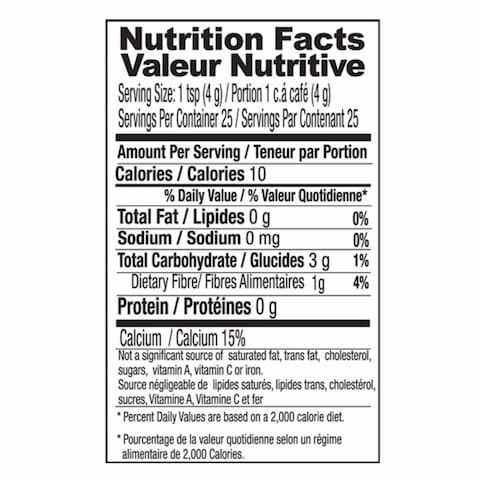 Nutrition Facts
Valeur Nutritive
Serving Size: 1 tsp (4 g) / Portion 1 c.á café (4 g)
Servings Per Container 25 / Servings Par Contenant 25
Amount Per Serving / Teneur par Portion
Calories / Calories 10
% Daily Value / % Valeur Quotidienne*
Total Fat / Lipides 0 g 0%
Sodium / Sodium 0 mg 0%
Total Carbohydrate / Glucides 3 g 1%
Dietary Fibre/ Fibres Alimentaires 1g 4%
Protein / Protéines 0 g
Calcium / Calcium 15%
Not a significant source of saturated fat, trans fat, cholesterol,
sugars, vitamin A, vitamin C or iron.
Source négligeable de lipides saturés, lipides trans, cholestérol,
sucres, Vitamine A, Vitamine C et fer
* Percent Daily Values are based on a 2,000 calorie diet.
* Pourcentage de la valeur quotidienne selon un régime
alimentaire de 2,000 Calories.